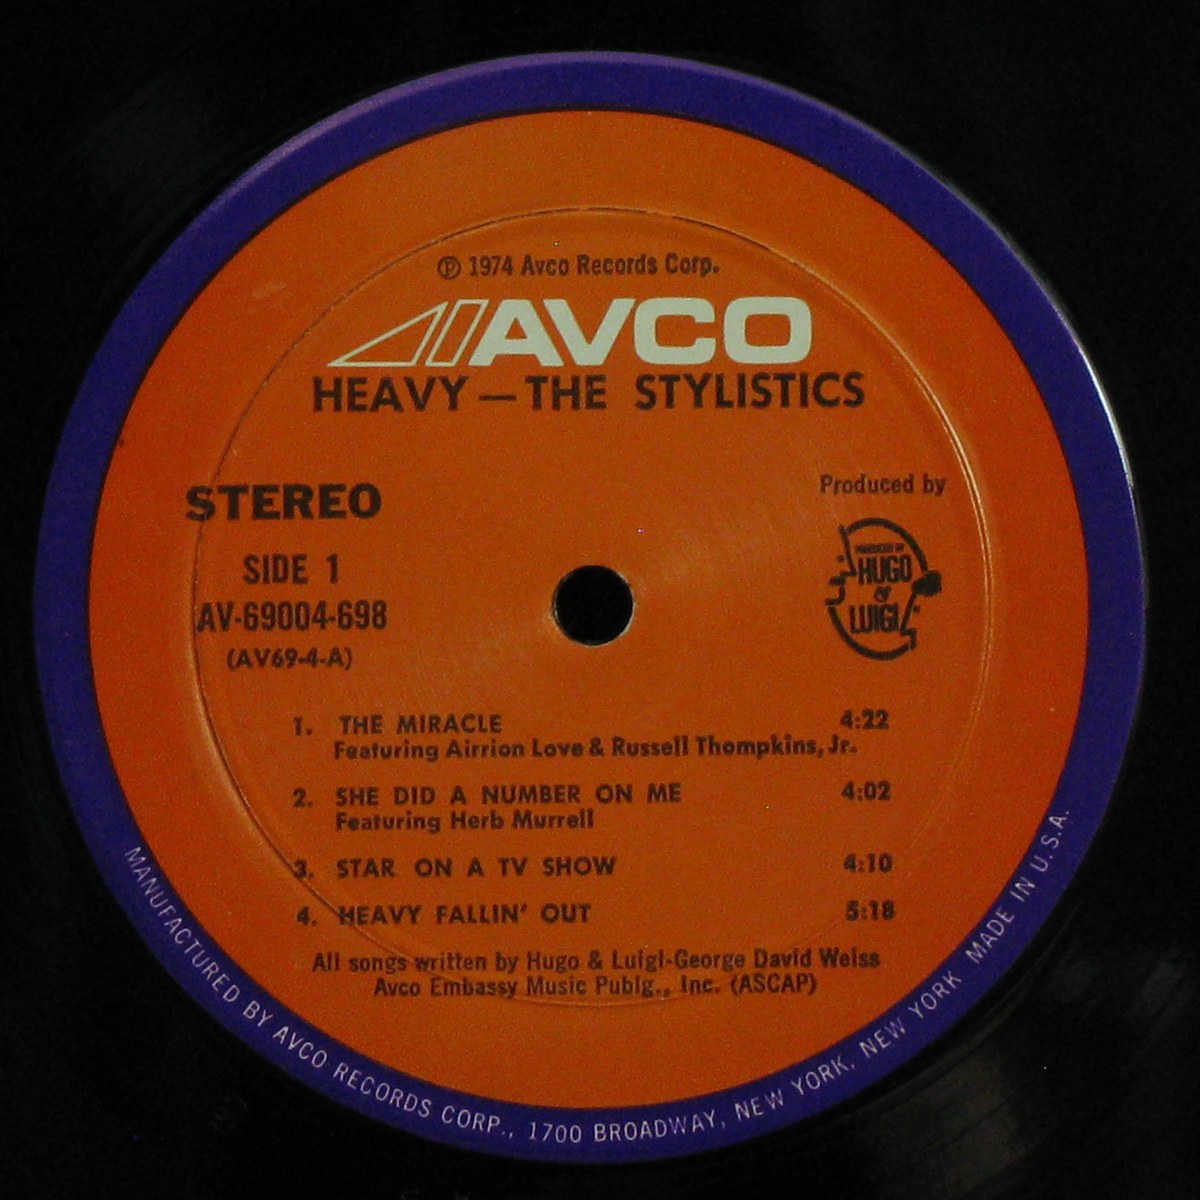 ℗ 1974 Avco Records Corp.
AVCO
HEAVY — THE STYLISTICS
STEREO
SIDE 1
AV-69004-698
(AV69-4-A)
Produced by
PRODUCED BY
HUGO
&
LUIGI
1. THE MIRACLE 4:22
Featuring Airrion Love & Russell Thompkins, Jr.
2. SHE DID A NUMBER ON ME 4:02
Featuring Herb Murrell
3. STAR ON A TV SHOW 4:10
4. HEAVY FALLIN' OUT 5:18
All songs written by Hugo & Luigi-George David Weiss
Avco Embassy Music Publg., Inc. (ASCAP)
MANUFACTURED BY AVCO RECORDS CORP., 1700 BROADWAY, NEW YORK, NEW YORK MADE IN U.S.A.